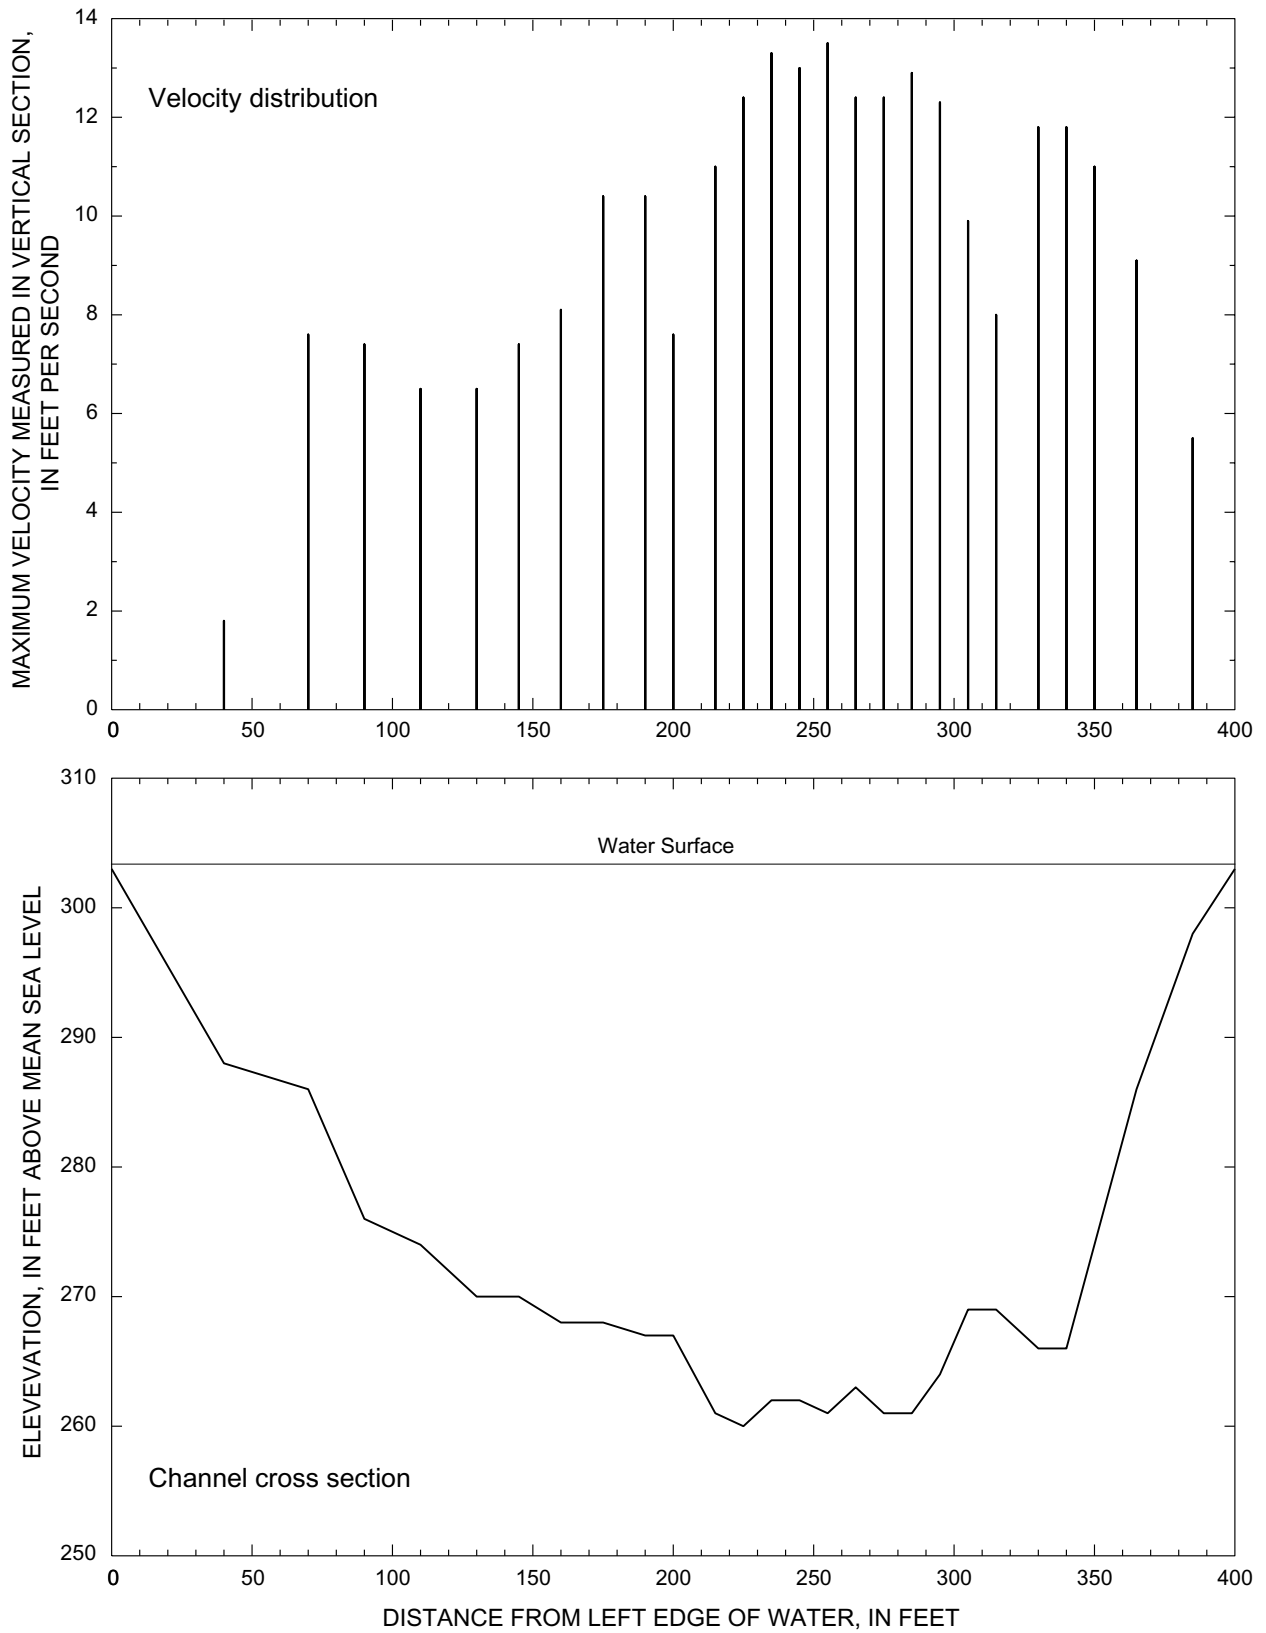 MAXIMUM VELOCITY MEASURED IN VERTICAL SECTION,
IN FEET PER SECOND
14
12
10
8
6
4
2
0
Velocity distribution
0 50 100 150 200 250 300 350 400
ELEVEVATION, IN FEET ABOVE MEAN SEA LEVEL
310
300
290
280
270
260
250
Water Surface
Channel cross section
0 50 100 150 200 250 300 350 400
DISTANCE FROM LEFT EDGE OF WATER, IN FEET